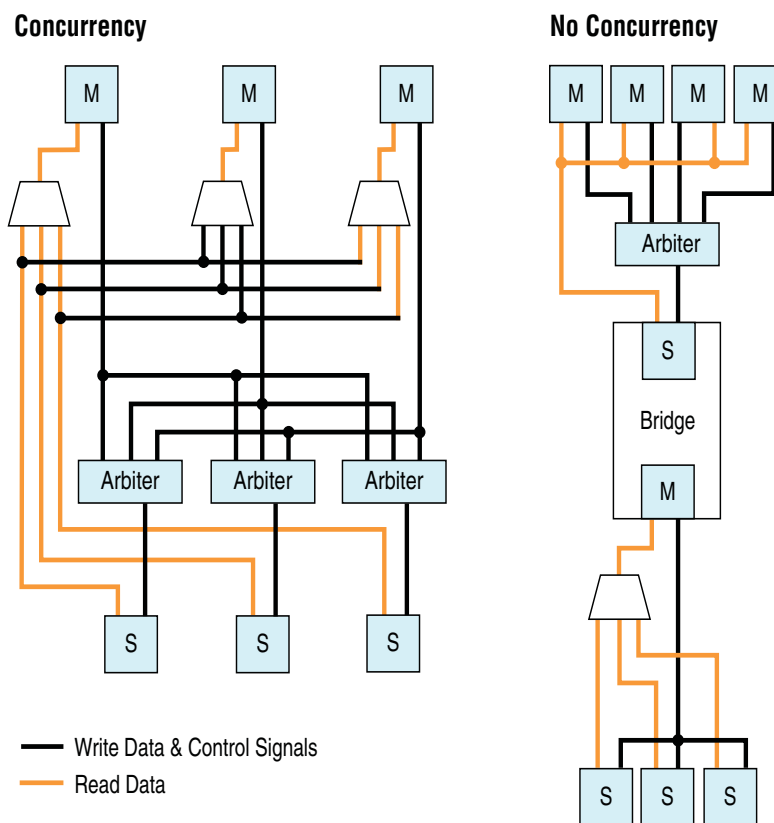 Concurrency
No Concurrency
M
M
M
M
M
M
M
Arbiter
S
Bridge
Arbiter
Arbiter
Arbiter
M
S
S
S
Write Data & Control Signals
Read Data
S
S
S